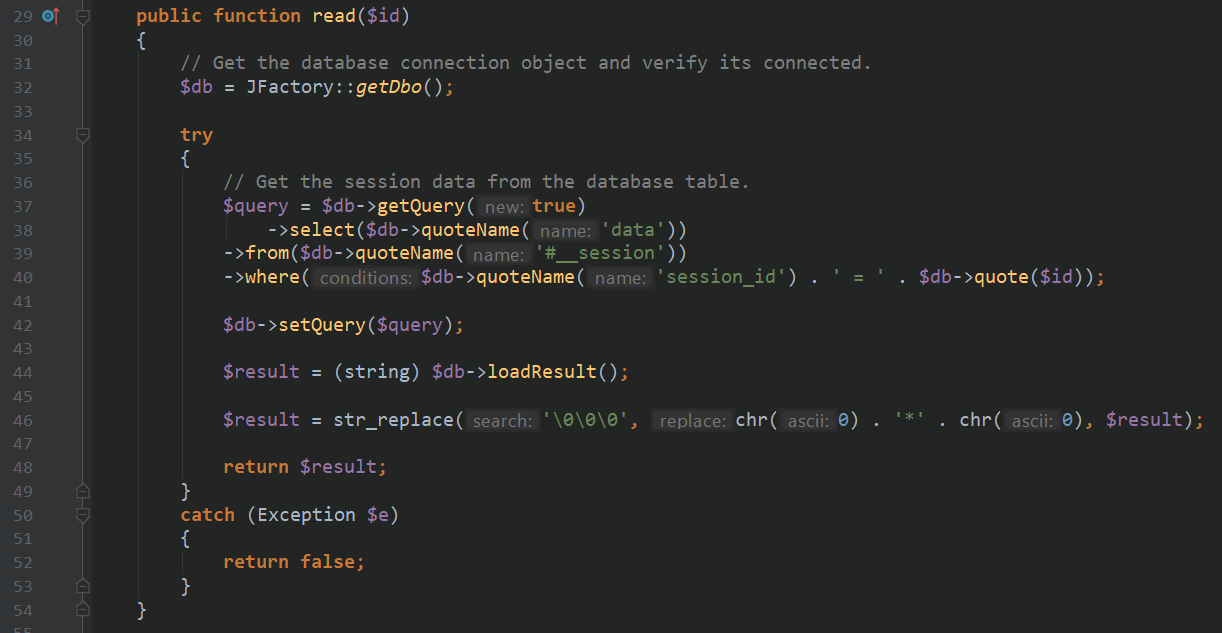 29 public function read($id)
30 {
31 // Get the database connection object and verify its connected.
32 $db = JFactory::getDbo();
33
34 try
35 {
36 // Get the session data from the database table.
37 $query = $db->getQuery( new: true)
38 ->select($db->quoteName( name: 'data'))
39 ->from($db->quoteName( name: '#__session'))
40 ->where( conditions: $db->quoteName( name: 'session_id') . ' = ' . $db->quote($id));
41
42 $db->setQuery($query);
43
44 $result = (string) $db->loadResult();
45
46 $result = str_replace( search: '\0\0\0', replace: chr( ascii: 0) . '*' . chr( ascii: 0), $result);
47
48 return $result;
49 }
50 catch (Exception $e)
51 {
52 return false;
53 }
54 }
55